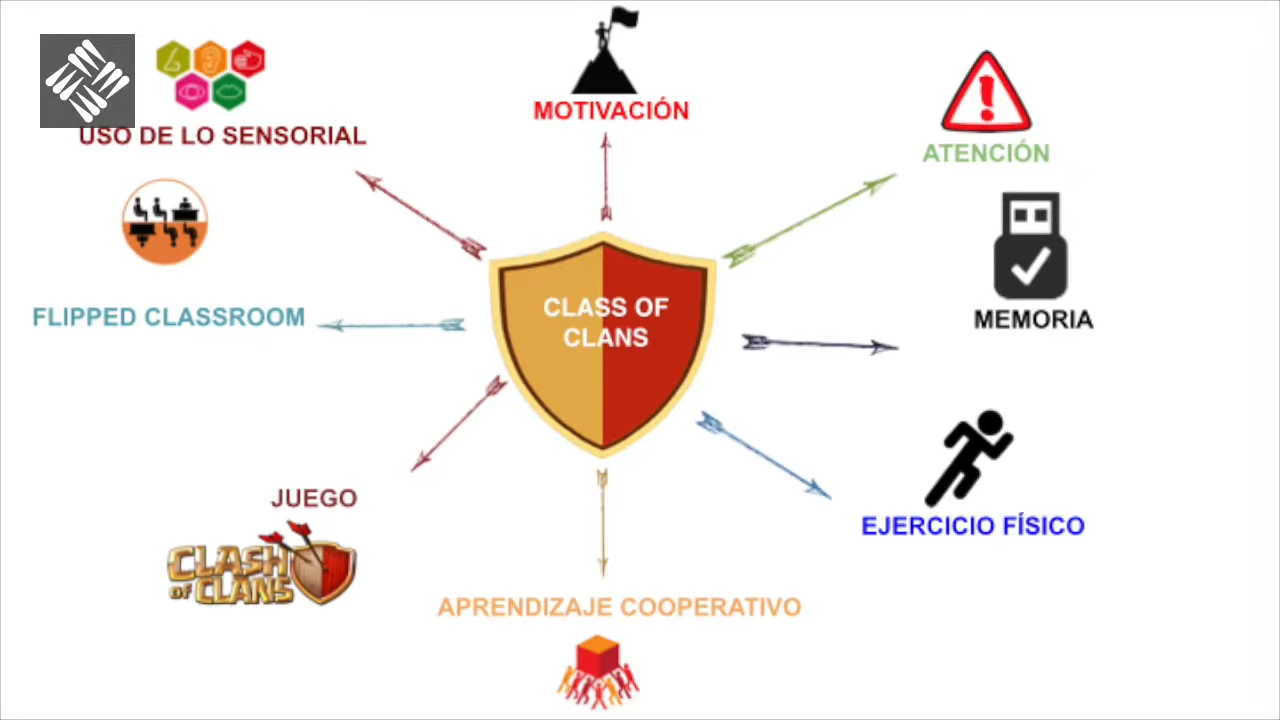 MOTIVACIÓN
USO DE LO SENSORIAL
ATENCIÓN
FLIPPED CLASSROOM
CLASS OF
CLANS
MEMORIA
JUEGO
CLASH
OF CLANS
EJERCICIO FÍSICO
APRENDIZAJE COOPERATIVO